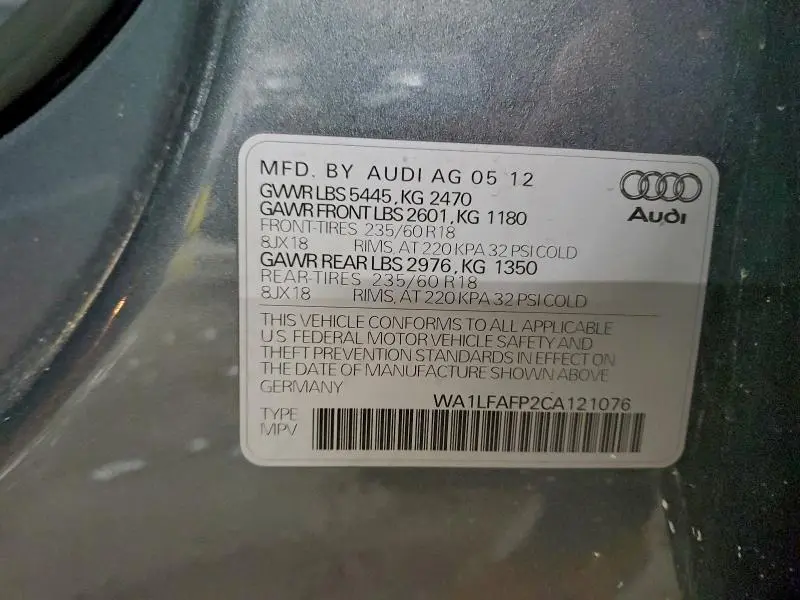 MFD. BY AUDI AG 05 12
GVWR LBS 5445, KG 2470
GAWR FRONT LBS 2601, KG 1180
FRONT-TIRES 235/60 R18
8JX18 RIMS, AT 220 KPA 32 PSI COLD
GAWR REAR LBS 2976, KG 1350
REAR-TIRES 235/60 R18
8JX18 RIMS, AT 220 KPA 32 PSI COLD
Audi
THIS VEHICLE CONFORMS TO ALL APPLICABLE
U.S. FEDERAL MOTOR VEHICLE SAFETY AND
THEFT PREVENTION STANDARDS IN EFFECT ON
THE DATE OF MANUFACTURE SHOWN ABOVE
GERMANY
WA1LFAFP2CA121076
TYPE
MPV